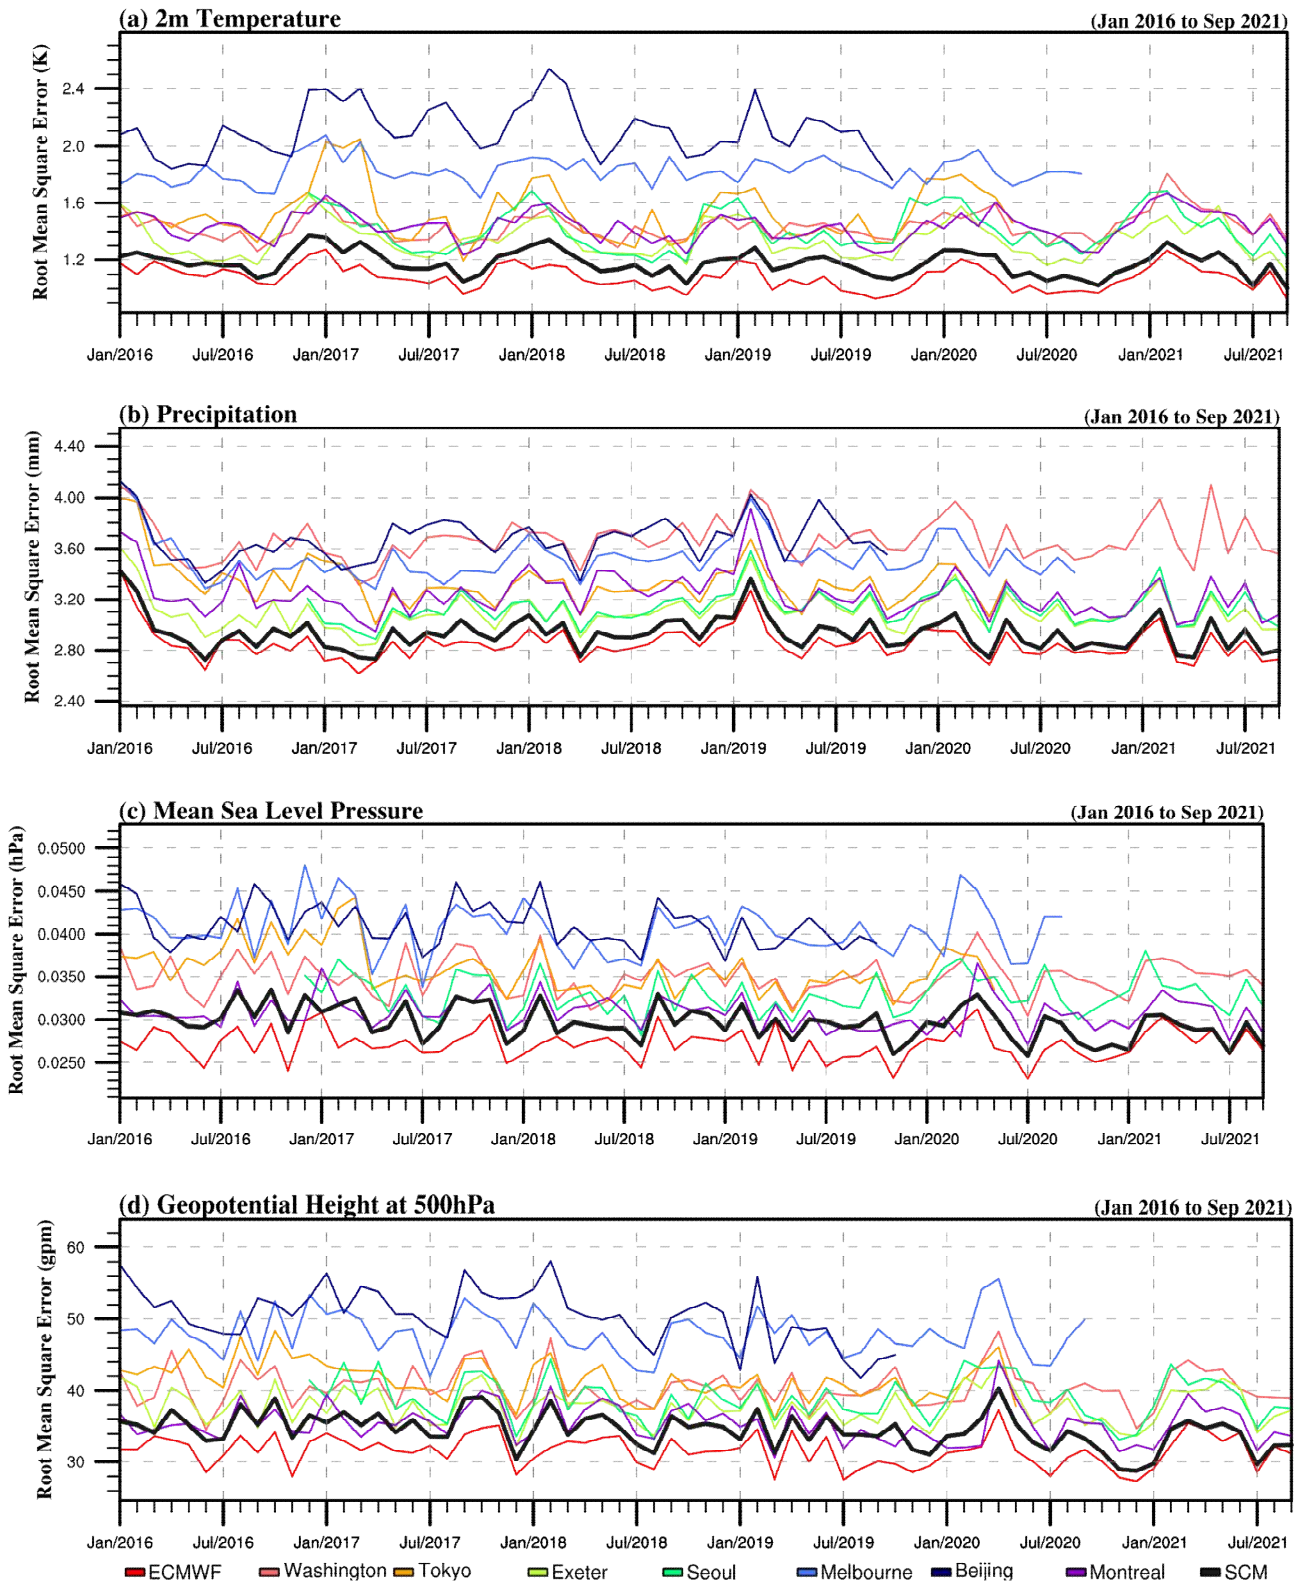 (a) 2m Temperature (Jan 2016 to Sep 2021)
Root Mean Square Error (K)
2.4
2.0
1.6
1.2
Jan/2016 Jul/2016 Jan/2017 Jul/2017 Jan/2018 Jul/2018 Jan/2019 Jul/2019 Jan/2020 Jul/2020 Jan/2021 Jul/2021
(b) Precipitation (Jan 2016 to Sep 2021)
Root Mean Square Error (mm)
4.40
4.00
3.60
3.20
2.80
2.40
Jan/2016 Jul/2016 Jan/2017 Jul/2017 Jan/2018 Jul/2018 Jan/2019 Jul/2019 Jan/2020 Jul/2020 Jan/2021 Jul/2021
(c) Mean Sea Level Pressure (Jan 2016 to Sep 2021)
Root Mean Square Error (hPa)
0.0500
0.0450
0.0400
0.0350
0.0300
0.0250
Jan/2016 Jul/2016 Jan/2017 Jul/2017 Jan/2018 Jul/2018 Jan/2019 Jul/2019 Jan/2020 Jul/2020 Jan/2021 Jul/2021
(d) Geopotential Height at 500hPa (Jan 2016 to Sep 2021)
Root Mean Square Error (gpm)
60
50
40
30
Jan/2016 Jul/2016 Jan/2017 Jul/2017 Jan/2018 Jul/2018 Jan/2019 Jul/2019 Jan/2020 Jul/2020 Jan/2021 Jul/2021
ECMWF Washington Tokyo Exeter Seoul Melbourne Beijing Montreal SCM